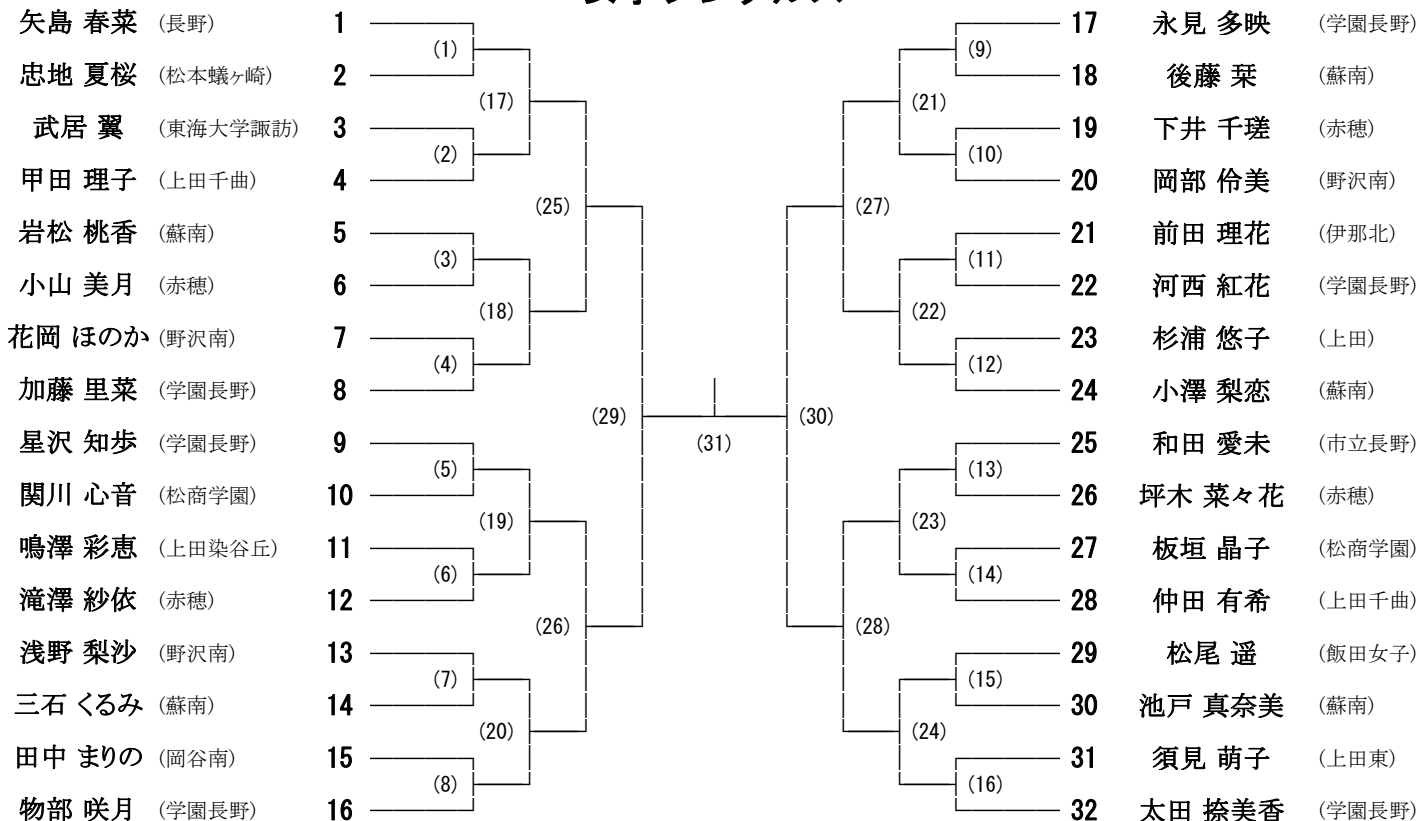 矢島 春菜 (長野) 1
忠地 夏桜 (松本蟻ヶ崎) 2
武居 翼 (東海大学諏訪) 3
甲田 理子 (上田千曲) 4
岩松 桃香 (蘇南) 5
小山 美月 (赤穂) 6
花岡 ほのか (野沢南) 7
加藤 里菜 (学園長野) 8
星沢 知歩 (学園長野) 9
関川 心音 (松商学園) 10
鳴澤 彩恵 (上田染谷丘) 11
滝澤 紗依 (赤穂) 12
浅野 梨沙 (野沢南) 13
三石 くるみ (蘇南) 14
田中 まりの (岡谷南) 15
物部 咲月 (学園長野) 16
(1)
(2)
(3)
(4)
(5)
(6)
(7)
(8)
(17)
(18)
(19)
(20)
(25)
(26)
(29)
(31)
(30)
(27)
(28)
(21)
(22)
(23)
(24)
(9)
(10)
(11)
(12)
(13)
(14)
(15)
(16)
17 永見 多映 (学園長野)
18 後藤 栞 (蘇南)
19 下井 千瑳 (赤穂)
20 岡部 伶美 (野沢南)
21 前田 理花 (伊那北)
22 河西 紅花 (学園長野)
23 杉浦 悠子 (上田)
24 小澤 梨恋 (蘇南)
25 和田 愛未 (市立長野)
26 坪木 菜々花 (赤穂)
27 板垣 晶子 (松商学園)
28 仲田 有希 (上田千曲)
29 松尾 遥 (飯田女子)
30 池戸 真奈美 (蘇南)
31 須見 萌子 (上田東)
32 太田 捺美香 (学園長野)